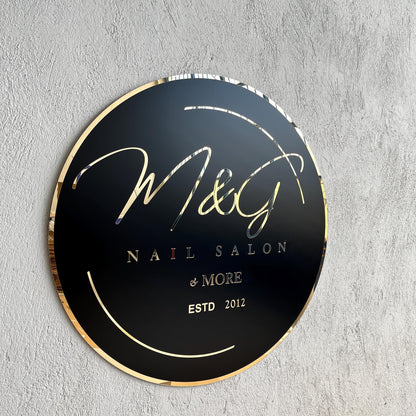 M&G
NAIL SALON
& MORE
ESTD 2012